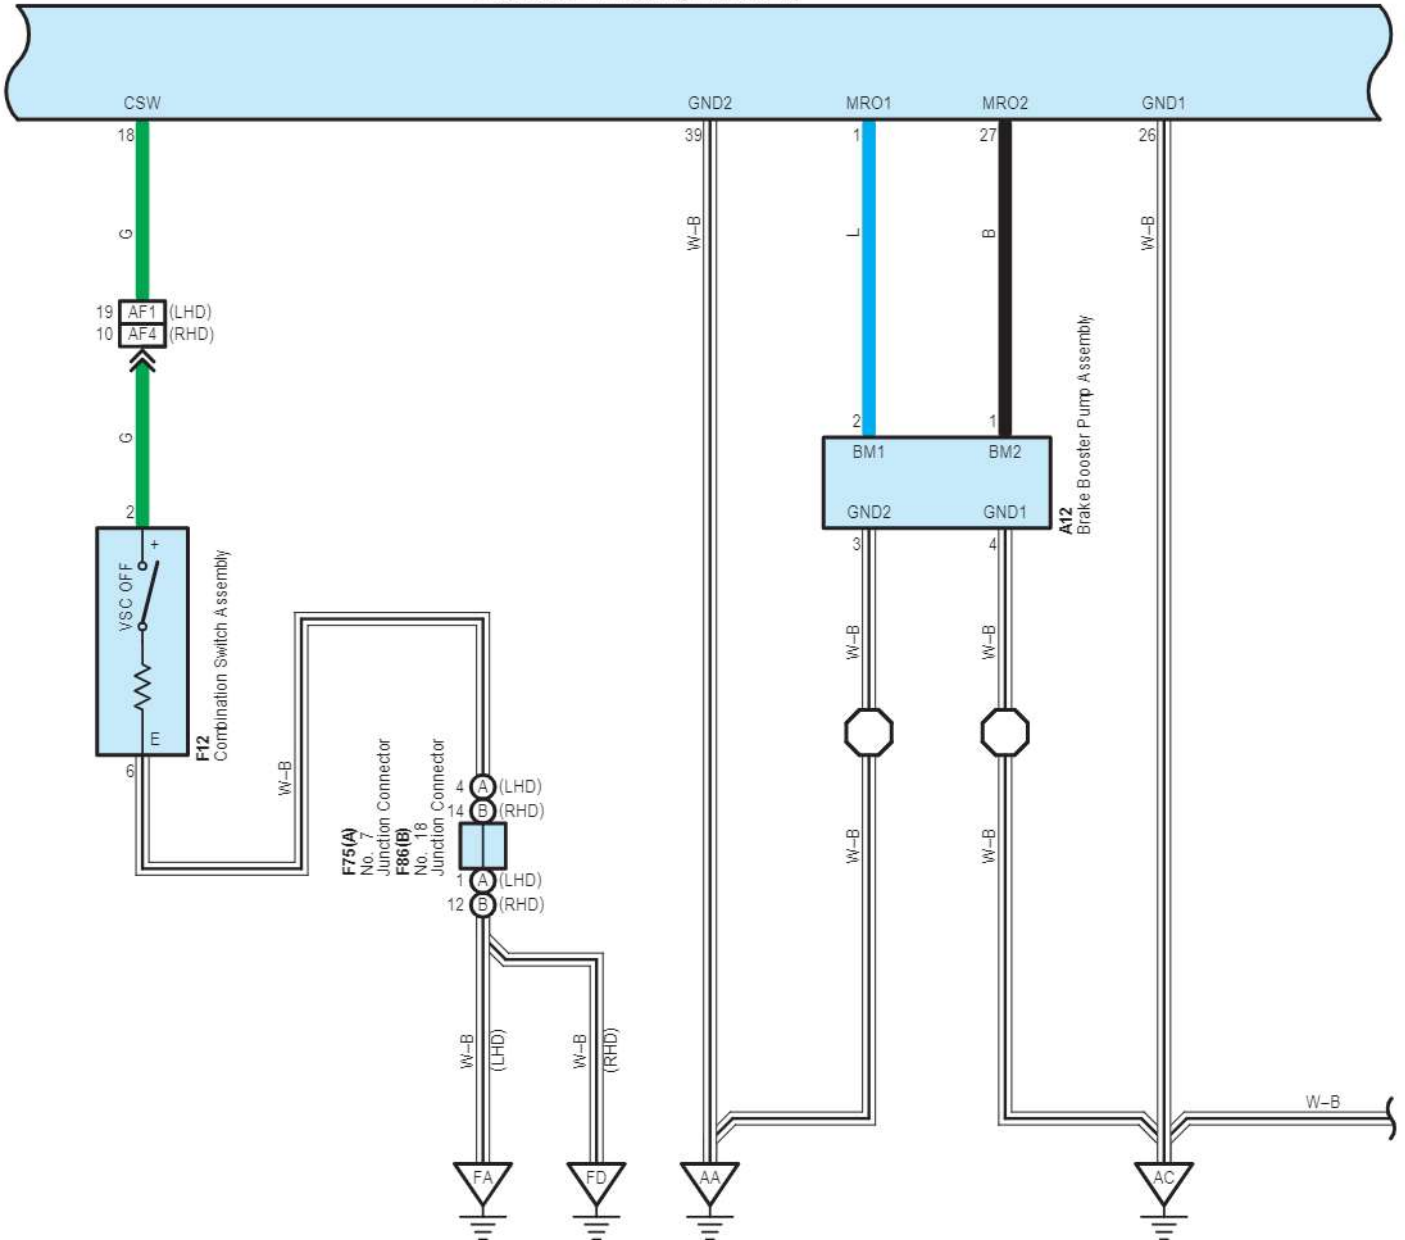 CSW GND2 MRO1 MRO2 GND1
18 39 1 27 26
G W–B L B W–B
19 AF1 (LHD)
10 AF4 (RHD)
G
2
+
VSC OFF
E
6
F12
Combination Switch Assembly
2 1
BM1 BM2
GND2 GND1
3 4
A12
Brake Booster Pump Assembly
W–B W–B
W–B
F75(A)
No. 7
Junction Connector
F86(B)
No. 18
Junction Connector
4 A (LHD)
14 B (RHD)
1 A (LHD)
12 B (RHD)
W–B W–B
W–B
(LHD)
W–B
(RHD)
W–B
FA FD AA AC